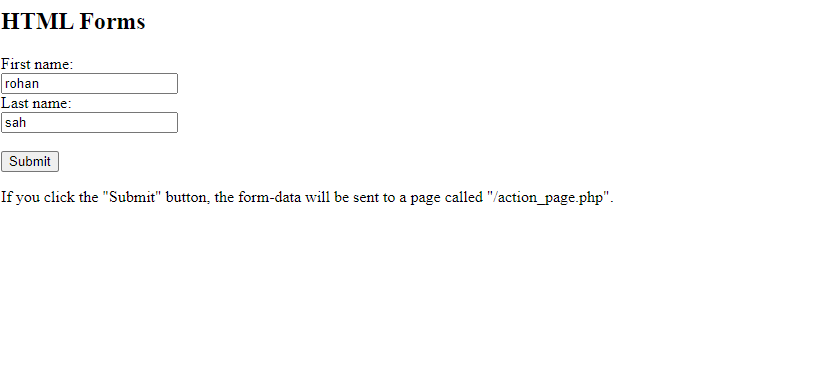 HTML Forms
First name:
rohan
Last name:
sah
Submit
If you click the "Submit" button, the form-data will be sent to a page called "/action_page.php".